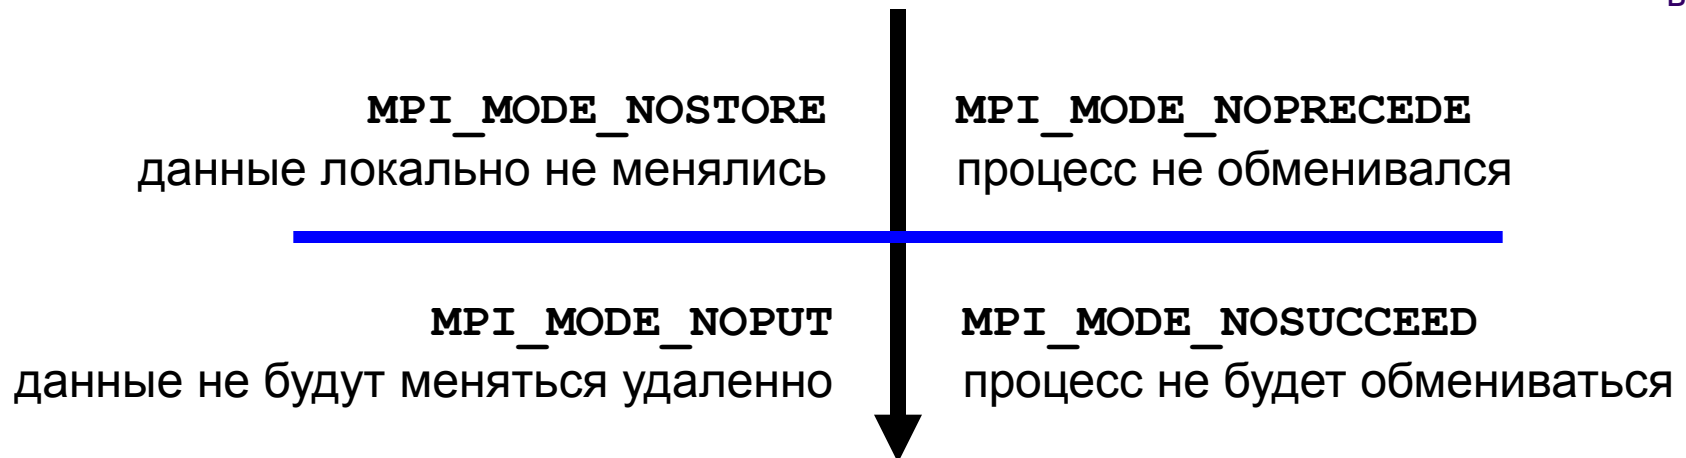 MPI_MODE_NOSTORE
данные локально не менялись
MPI_MODE_NOPRECEDE
процесс не обменивался
MPI_MODE_NOPUT
данные не будут меняться удаленно
MPI_MODE_NOSUCCEED
процесс не будет обмениваться